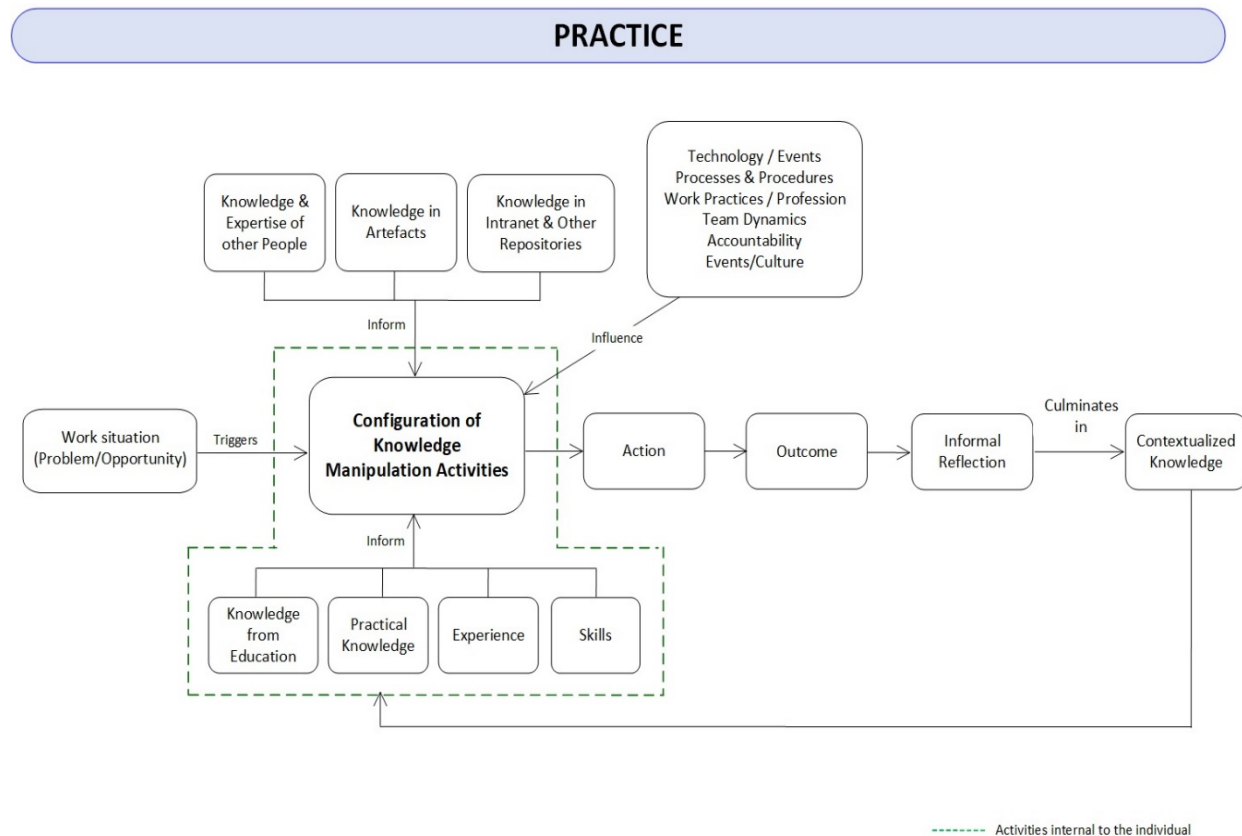 PRACTICE
Technology / Events
Processes & Procedures
Work Practices / Profession
Team Dynamics
Accountability
Events/Culture
Knowledge &
Expertise of
other People
Knowledge in
Artefacts
Knowledge in
Intranet & Other
Repositories
Inform
Influence
Work situation
(Problem/Opportunity)
Triggers
Configuration of
Knowledge
Manipulation Activities
Action
Outcome
Informal
Reflection
Culminates
in
Contextualized
Knowledge
Inform
Knowledge
from
Education
Practical
Knowledge
Experience
Skills
Activities internal to the individual